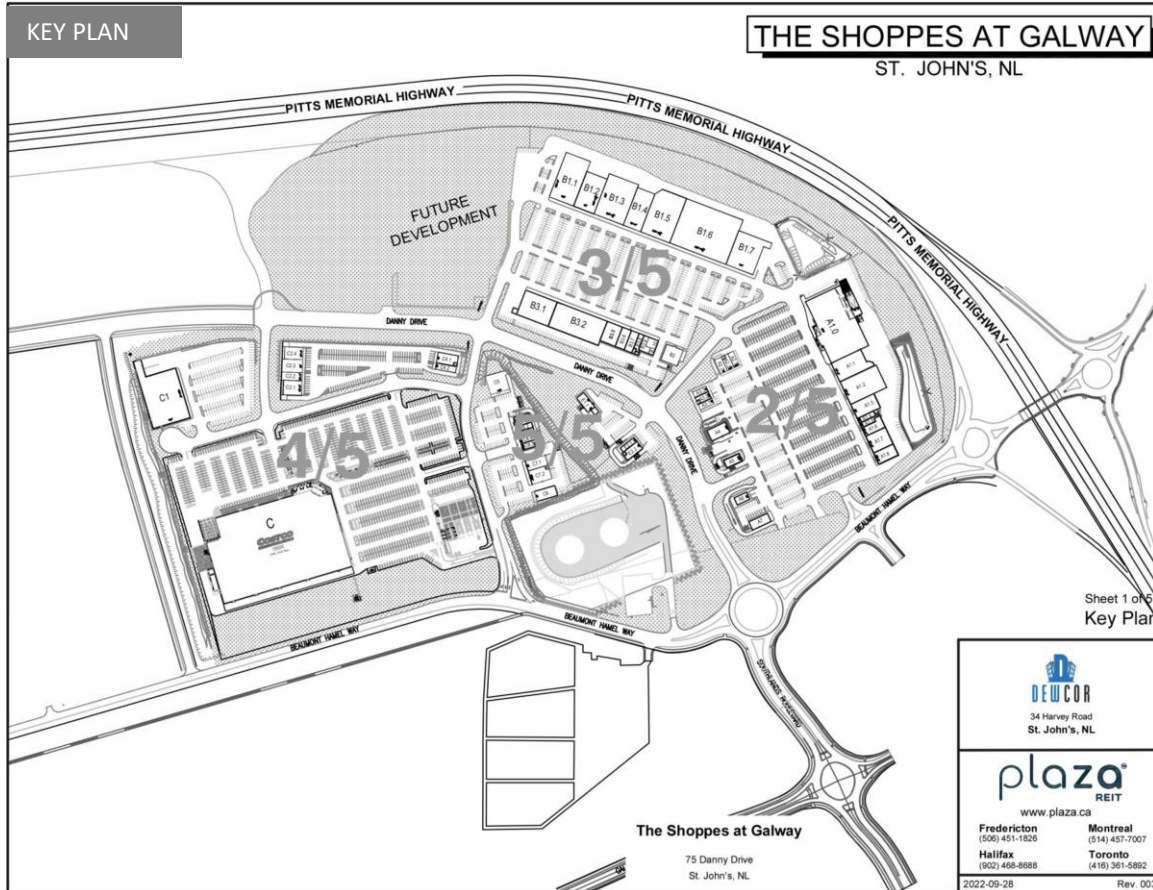 KEY PLAN
THE SHOPPES AT GALWAY
ST. JOHN'S, NL
PITTS MEMORIAL HIGHWAY
PITTS MEMORIAL HIGHWAY
PITTS MEMORIAL HIGHWAY
FUTURE
DEVELOPMENT
B1.1
B1.2
B1.3
B1.4
B1.5
B1.6
B1.7
3/5
B3.1
B3.2
A1.0
DANNY DRIVE
DANNY DRIVE
DANNY DRIVE
2/5
C1
4/5
5/5
C
COSTCO
BEAUMONT HAMEL WAY
BEAUMONT HAMEL WAY
BEAUMONT HAMEL WAY
SOUTHLANDS BOULEVARD
Sheet 1 of 5
Key Plan
DEWCOR
34 Harvey Road
St. John's, NL
plaza
REIT
www.plaza.ca
Fredericton
(506) 451-1826
Montreal
(514) 457-7007
Halifax
(902) 468-8688
Toronto
(416) 361-5892
2022-09-28
Rev. 003
The Shoppes at Galway
75 Danny Drive
St. John's, NL